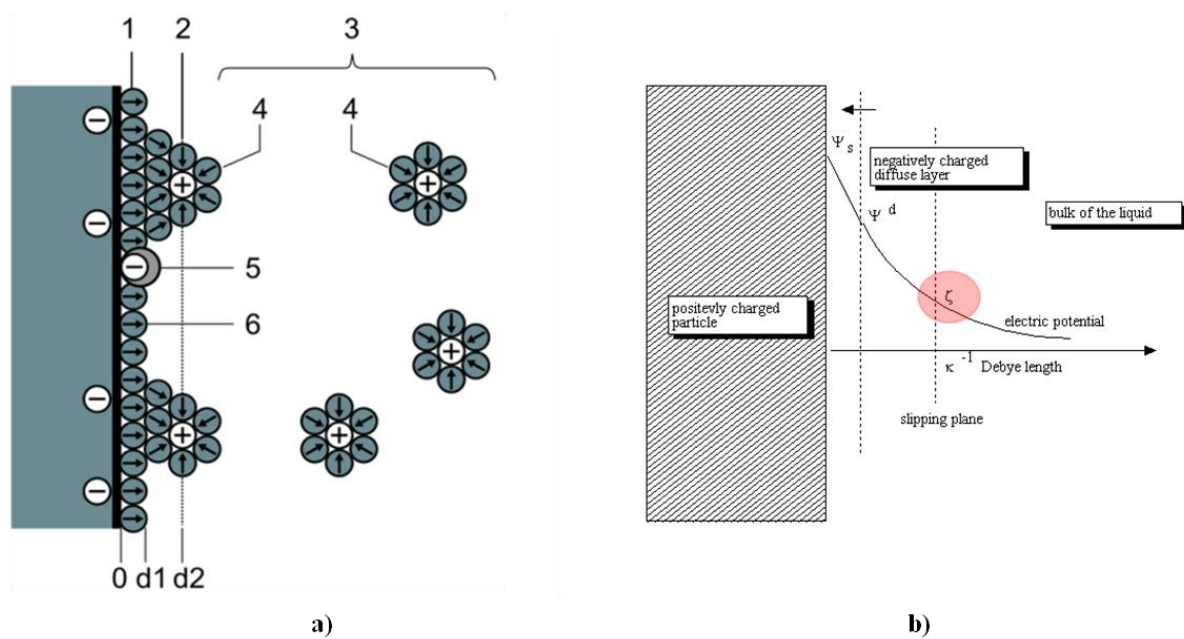 1 2 3
4 4
5
6
0 d1 d2
a)
Ψs
negatively charged
diffuse layer
Ψd
bulk of the liquid
ζ
positevly charged
particle
electric potential
κ-1 Debye length
slipping plane
b)